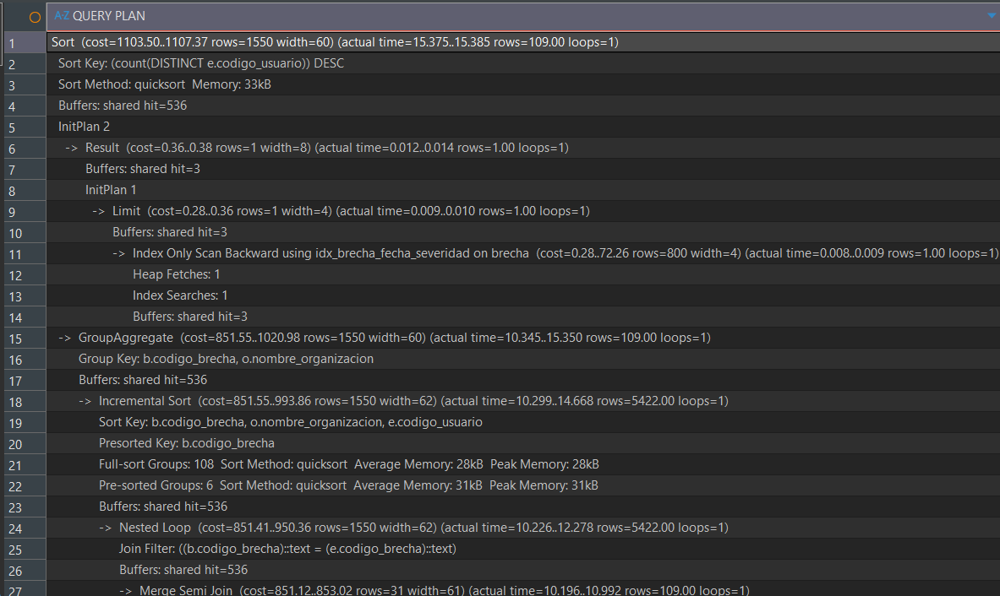 A-Z QUERY PLAN
1 Sort (cost=1103.50..1107.37 rows=1550 width=60) (actual time=15.375..15.385 rows=109.00 loops=1)
2 Sort Key: (count(DISTINCT e.codigo_usuario)) DESC
3 Sort Method: quicksort Memory: 33kB
4 Buffers: shared hit=536
5 InitPlan 2
6 -> Result (cost=0.36..0.38 rows=1 width=8) (actual time=0.012..0.014 rows=1.00 loops=1)
7 Buffers: shared hit=3
8 InitPlan 1
9 -> Limit (cost=0.28..0.36 rows=1 width=4) (actual time=0.009..0.010 rows=1.00 loops=1)
10 Buffers: shared hit=3
11 -> Index Only Scan Backward using idx_brecha_fecha_severidad on brecha (cost=0.28..72.26 rows=800 width=4) (actual time=0.008..0.009 rows=1.00 loops=1)
12 Heap Fetches: 1
13 Index Searches: 1
14 Buffers: shared hit=3
15 -> GroupAggregate (cost=851.55..1020.98 rows=1550 width=60) (actual time=10.345..15.350 rows=109.00 loops=1)
16 Group Key: b.codigo_brecha, o.nombre_organizacion
17 Buffers: shared hit=536
18 -> Incremental Sort (cost=851.55..993.86 rows=1550 width=62) (actual time=10.299..14.668 rows=5422.00 loops=1)
19 Sort Key: b.codigo_brecha, o.nombre_organizacion, e.codigo_usuario
20 Presorted Key: b.codigo_brecha
21 Full-sort Groups: 108 Sort Method: quicksort Average Memory: 28kB Peak Memory: 28kB
22 Pre-sorted Groups: 6 Sort Method: quicksort Average Memory: 31kB Peak Memory: 31kB
23 Buffers: shared hit=536
24 -> Nested Loop (cost=851.41..950.36 rows=1550 width=62) (actual time=10.226..12.278 rows=5422.00 loops=1)
25 Join Filter: ((b.codigo_brecha)::text = (e.codigo_brecha)::text)
26 Buffers: shared hit=536
27 -> Merge Semi Join (cost=851.12..853.02 rows=31 width=61) (actual time=10.196..10.992 rows=109.00 loops=1)